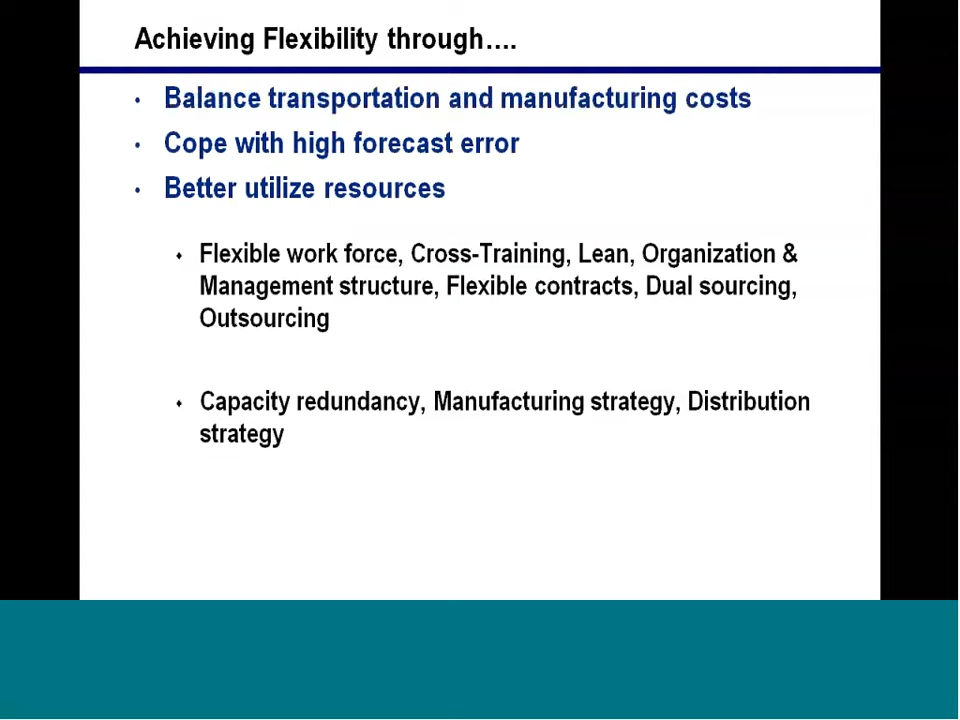 Achieving Flexibility through….
• Balance transportation and manufacturing costs
• Cope with high forecast error
• Better utilize resources
♦ Flexible work force, Cross-Training, Lean, Organization &
Management structure, Flexible contracts, Dual sourcing,
Outsourcing
♦ Capacity redundancy, Manufacturing strategy, Distribution
strategy